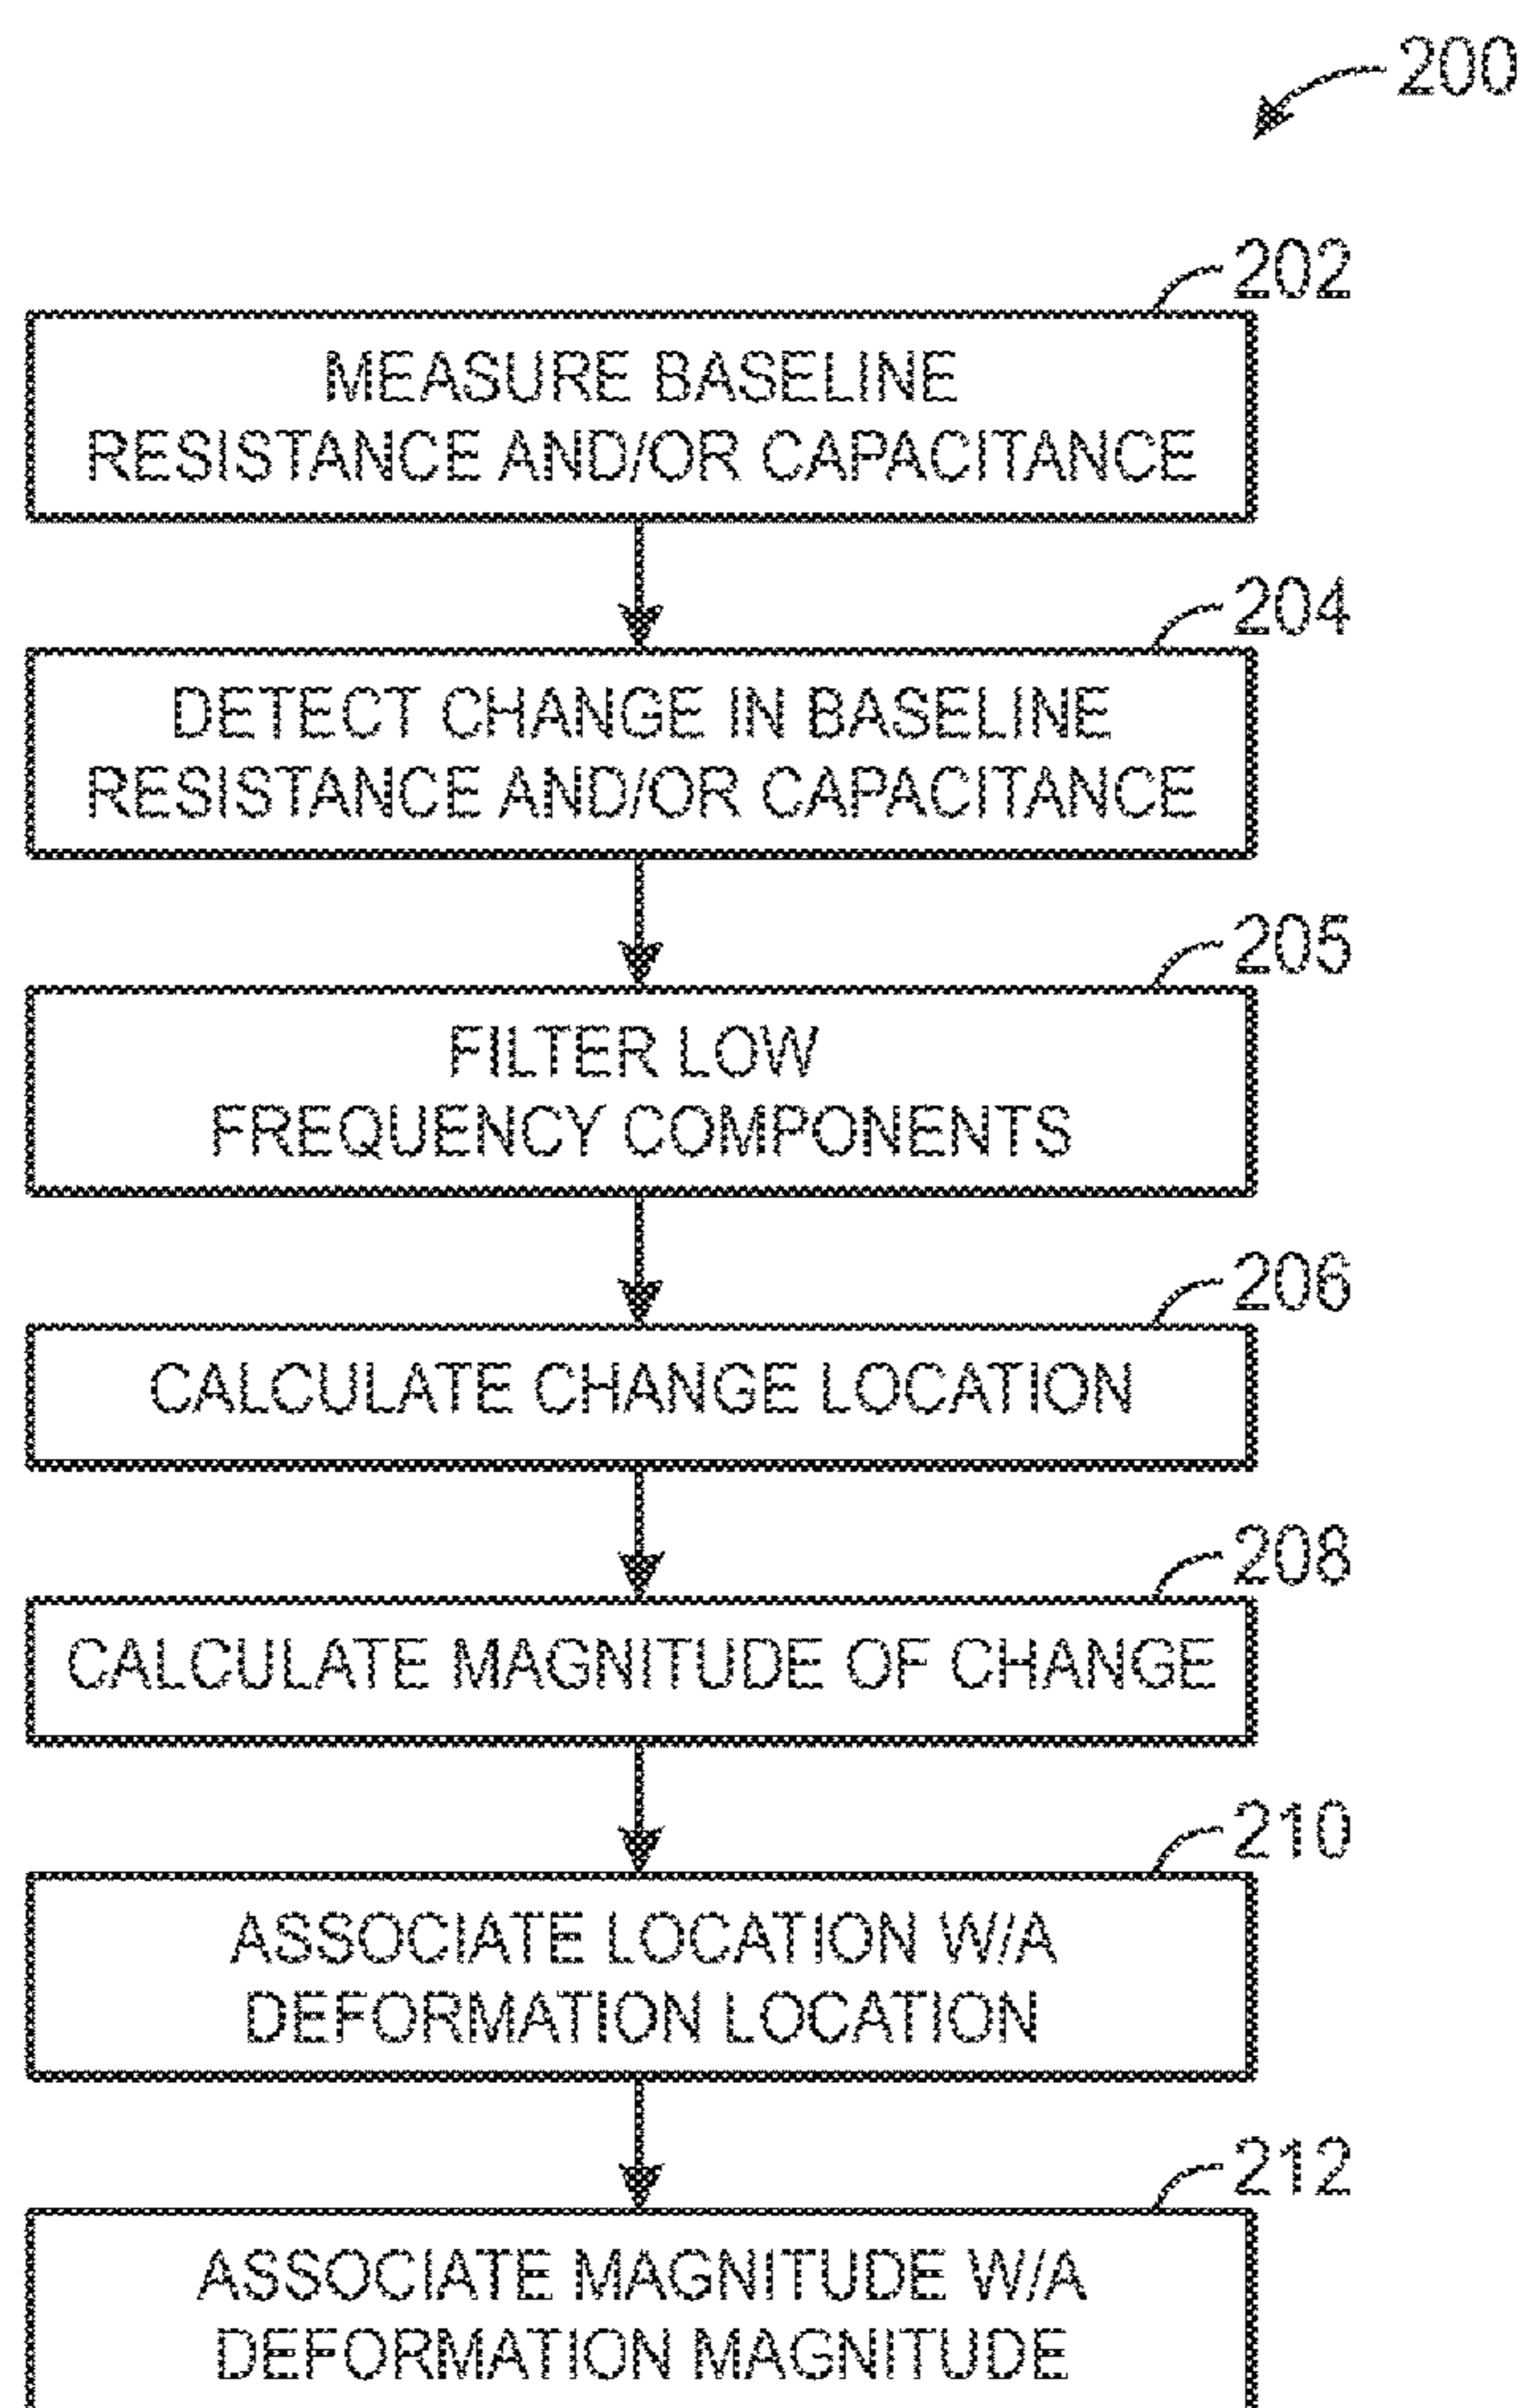 200
202
MEASURE BASELINE
RESISTANCE AND/OR CAPACITANCE
204
DETECT CHANGE IN BASELINE
RESISTANCE AND/OR CAPACITANCE
205
FILTER LOW
FREQUENCY COMPONENTS
206
CALCULATE CHANGE LOCATION
208
CALCULATE MAGNITUDE OF CHANGE
210
ASSOCIATE LOCATION W/A
DEFORMATION LOCATION
212
ASSOCIATE MAGNITUDE W/A
DEFORMATION MAGNITUDE